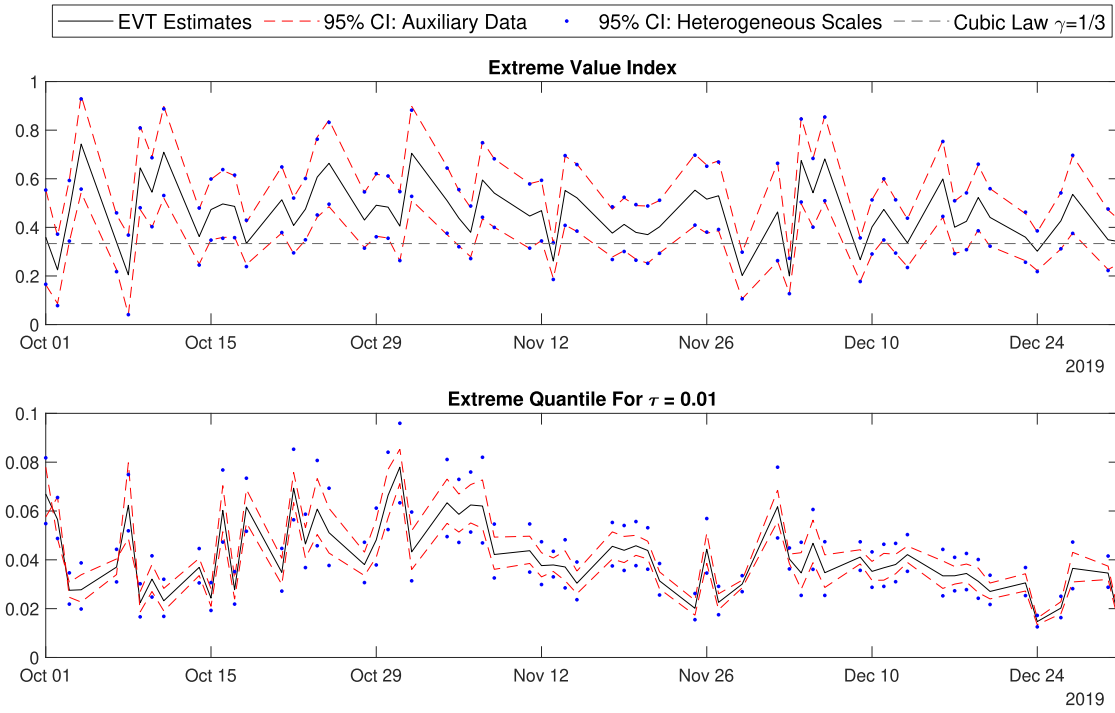 EVT Estimates 95% CI: Auxiliary Data 95% CI: Heterogeneous Scales Cubic Law γ=1/3
Extreme Value Index
1
0.8
0.6
0.4
0.2
0
Oct 01 Oct 15 Oct 29 Nov 12 Nov 26 Dec 10 Dec 24
2019
Extreme Quantile For τ = 0.01
0.1
0.08
0.06
0.04
0.02
0
Oct 01 Oct 15 Oct 29 Nov 12 Nov 26 Dec 10 Dec 24
2019